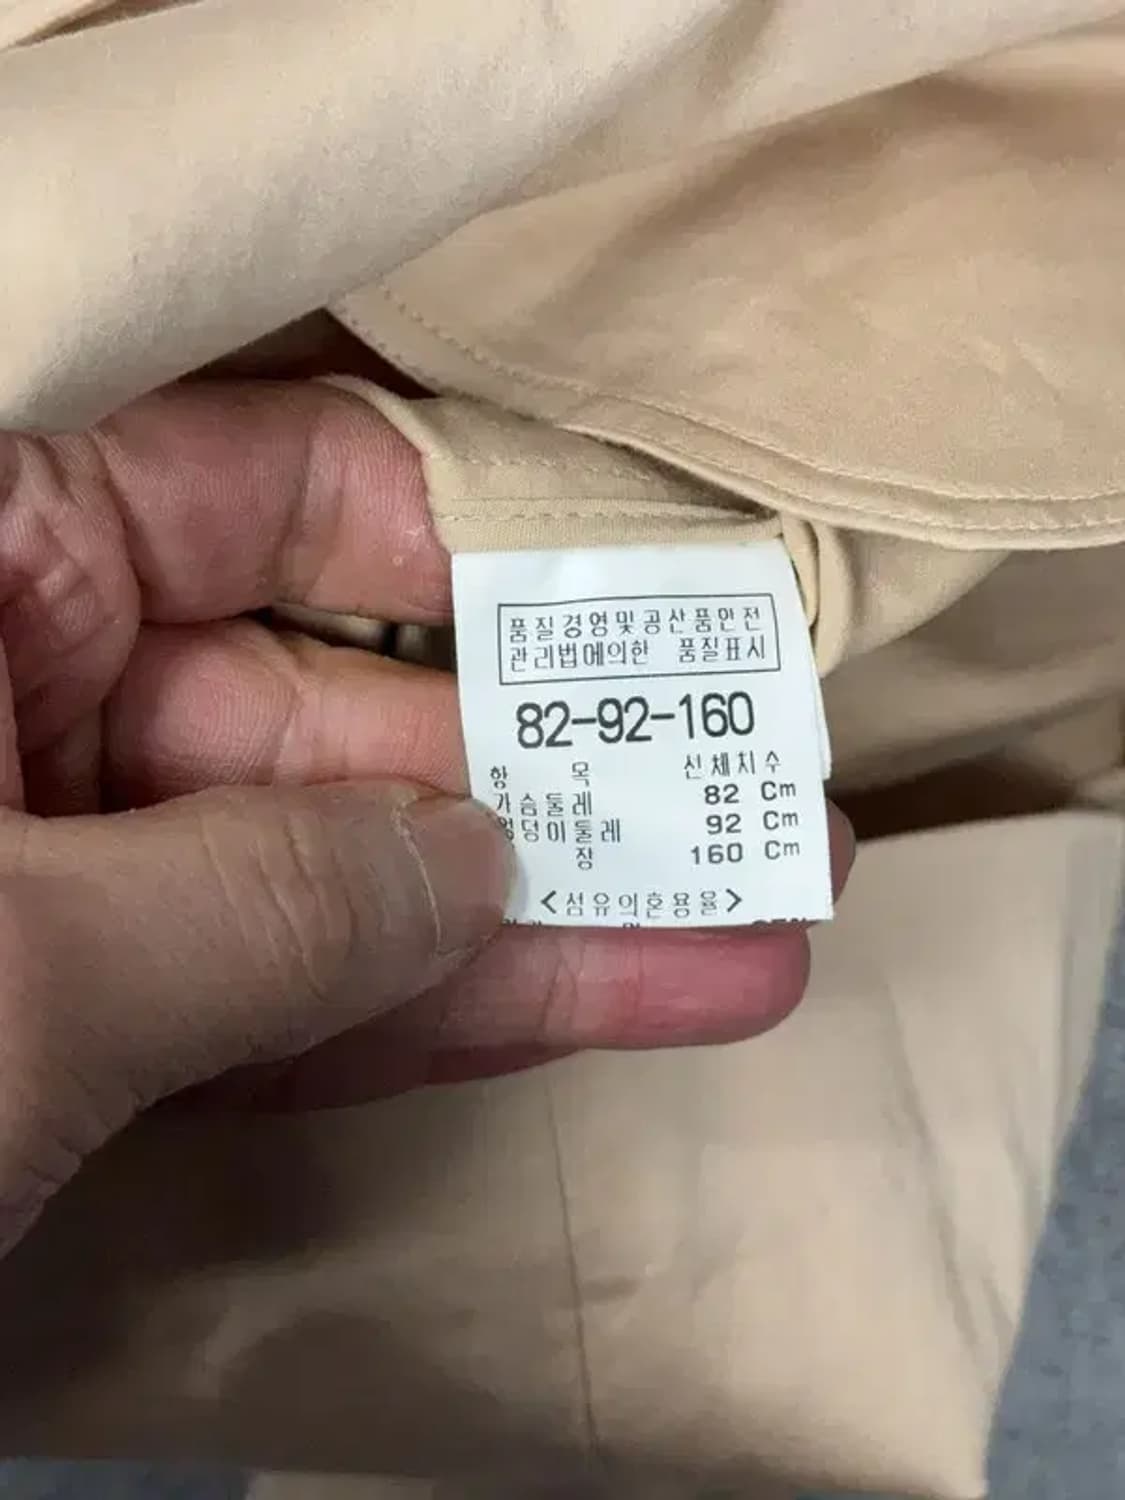 품질경영및공산품안전
관리법에의한 품질표시
82-92-160
항 목 신체치수
가슴둘레 82 Cm
덩이둘레 92 Cm
장 160 Cm
<섬유의혼용율>